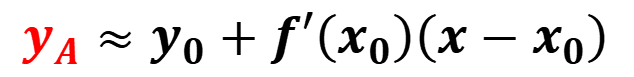 y_A ≈ y_0 + f′(x_0)(x − x_0)